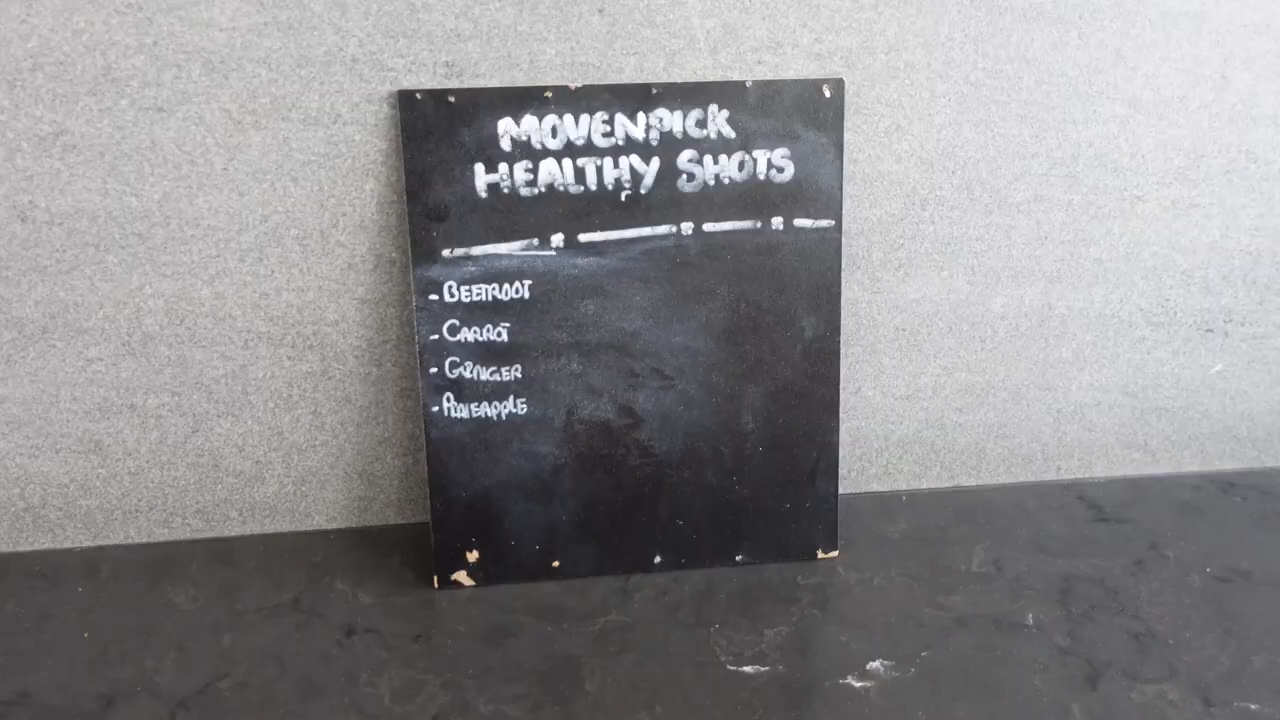 MOVENPICK
HEALTHY SHOTS
- BEETROOT
- CARROT
- GINGER
- PINEAPPLE